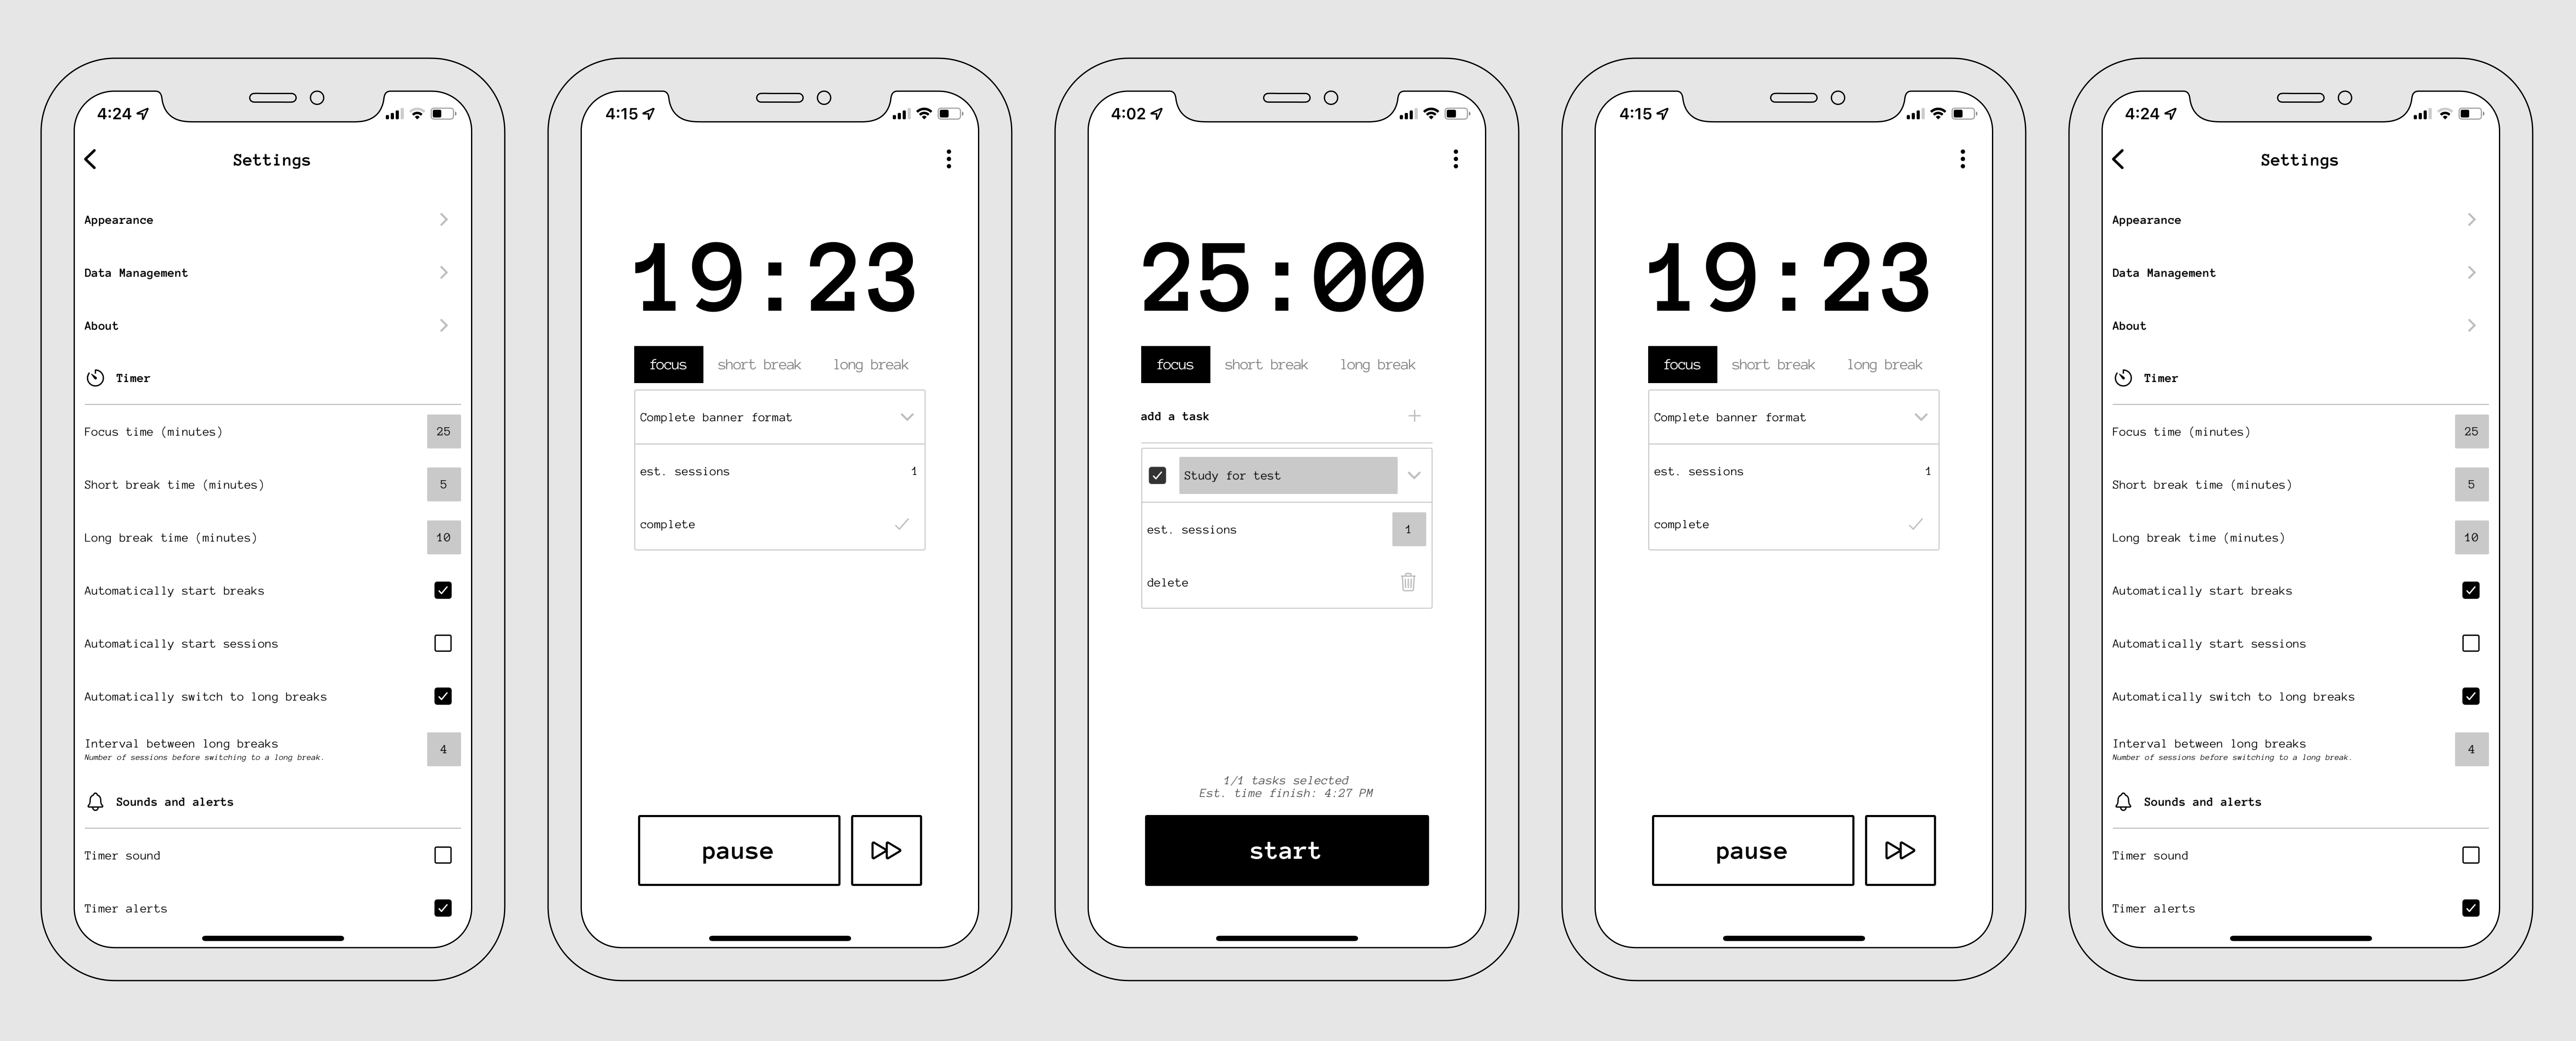 4:24
Settings
Appearance
Data Management
About
Timer
Focus time (minutes) 25
Short break time (minutes) 5
Long break time (minutes) 10
Automatically start breaks
Automatically start sessions
Automatically switch to long breaks
Interval between long breaks 4
Number of sessions before switching to a long break.
Sounds and alerts
Timer sound
Timer alerts
4:15
19:23
focus short break long break
Complete banner format
est. sessions 1
complete
pause
4:02
25:00
focus short break long break
add a task
Study for test
est. sessions 1
delete
1/1 tasks selected
Est. time finish: 4:27 PM
start
4:15
19:23
focus short break long break
Complete banner format
est. sessions 1
complete
pause
4:24
Settings
Appearance
Data Management
About
Timer
Focus time (minutes) 25
Short break time (minutes) 5
Long break time (minutes) 10
Automatically start breaks
Automatically start sessions
Automatically switch to long breaks
Interval between long breaks 4
Number of sessions before switching to a long break.
Sounds and alerts
Timer sound
Timer alerts